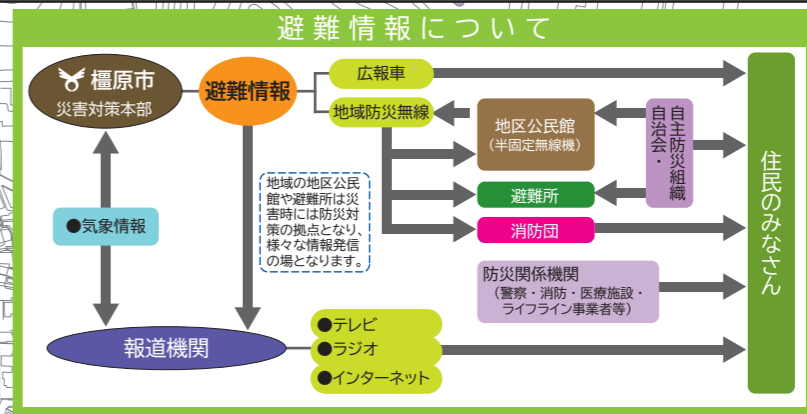 避難情報について
橿原市
災害対策本部
避難情報
広報車
地域防災無線
地区公民館
（半固定無線機）
自主防災組織
自治会・
避難所
消防団
住民のみなさん
地域の地区公民
館や避難所は災
害時には防災対
策の拠点となり、
様々な情報発信
の場となります。
●気象情報
防災関係機関
（警察・消防・医療施設・
ライフライン事業者等）
報道機関
●テレビ
●ラジオ
●インターネット